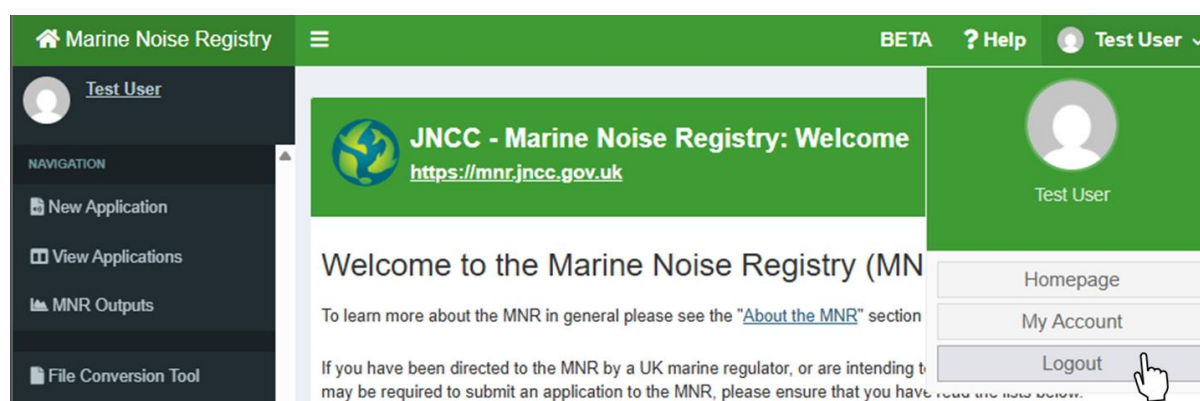 Marine Noise Registry
BETA
? Help
Test User
Test User
NAVIGATION
New Application
View Applications
MNR Outputs
File Conversion Tool
JNCC - Marine Noise Registry: Welcome
https://mnr.jncc.gov.uk
Welcome to the Marine Noise Registry (MN
To learn more about the MNR in general please see the "About the MNR" section
If you have been directed to the MNR by a UK marine regulator, or are intending
may be required to submit an application to the MNR, please ensure that you have read the lists below.
Test User
Homepage
My Account
Logout